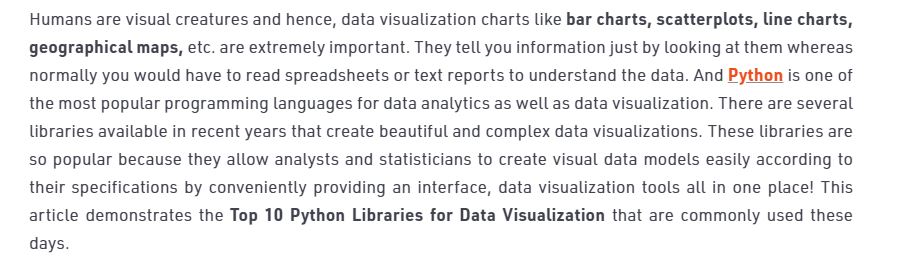 Humans are visual creatures and hence, data visualization charts like bar charts, scatterplots, line charts,
geographical maps, etc. are extremely important. They tell you information just by looking at them whereas
normally you would have to read spreadsheets or text reports to understand the data. And Python is one of
the most popular programming languages for data analytics as well as data visualization. There are several
libraries available in recent years that create beautiful and complex data visualizations. These libraries are
so popular because they allow analysts and statisticians to create visual data models easily according to
their specifications by conveniently providing an interface, data visualization tools all in one place! This
article demonstrates the Top 10 Python Libraries for Data Visualization that are commonly used these
days.